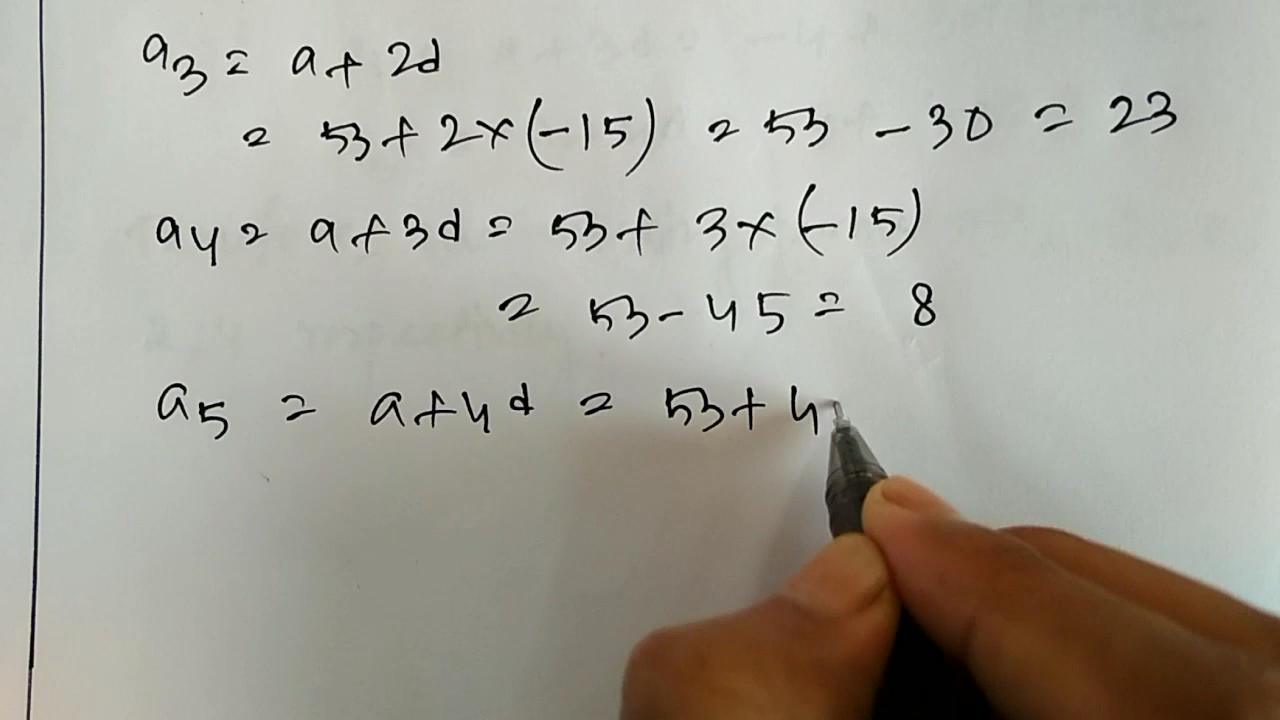 a3 = a + 2d
= 53 + 2 × (-15) = 53 - 30 = 23
a4 = a + 3d = 53 + 3 × (-15)
= 53 - 45 = 8
a5 = a + 4d = 53 + 4